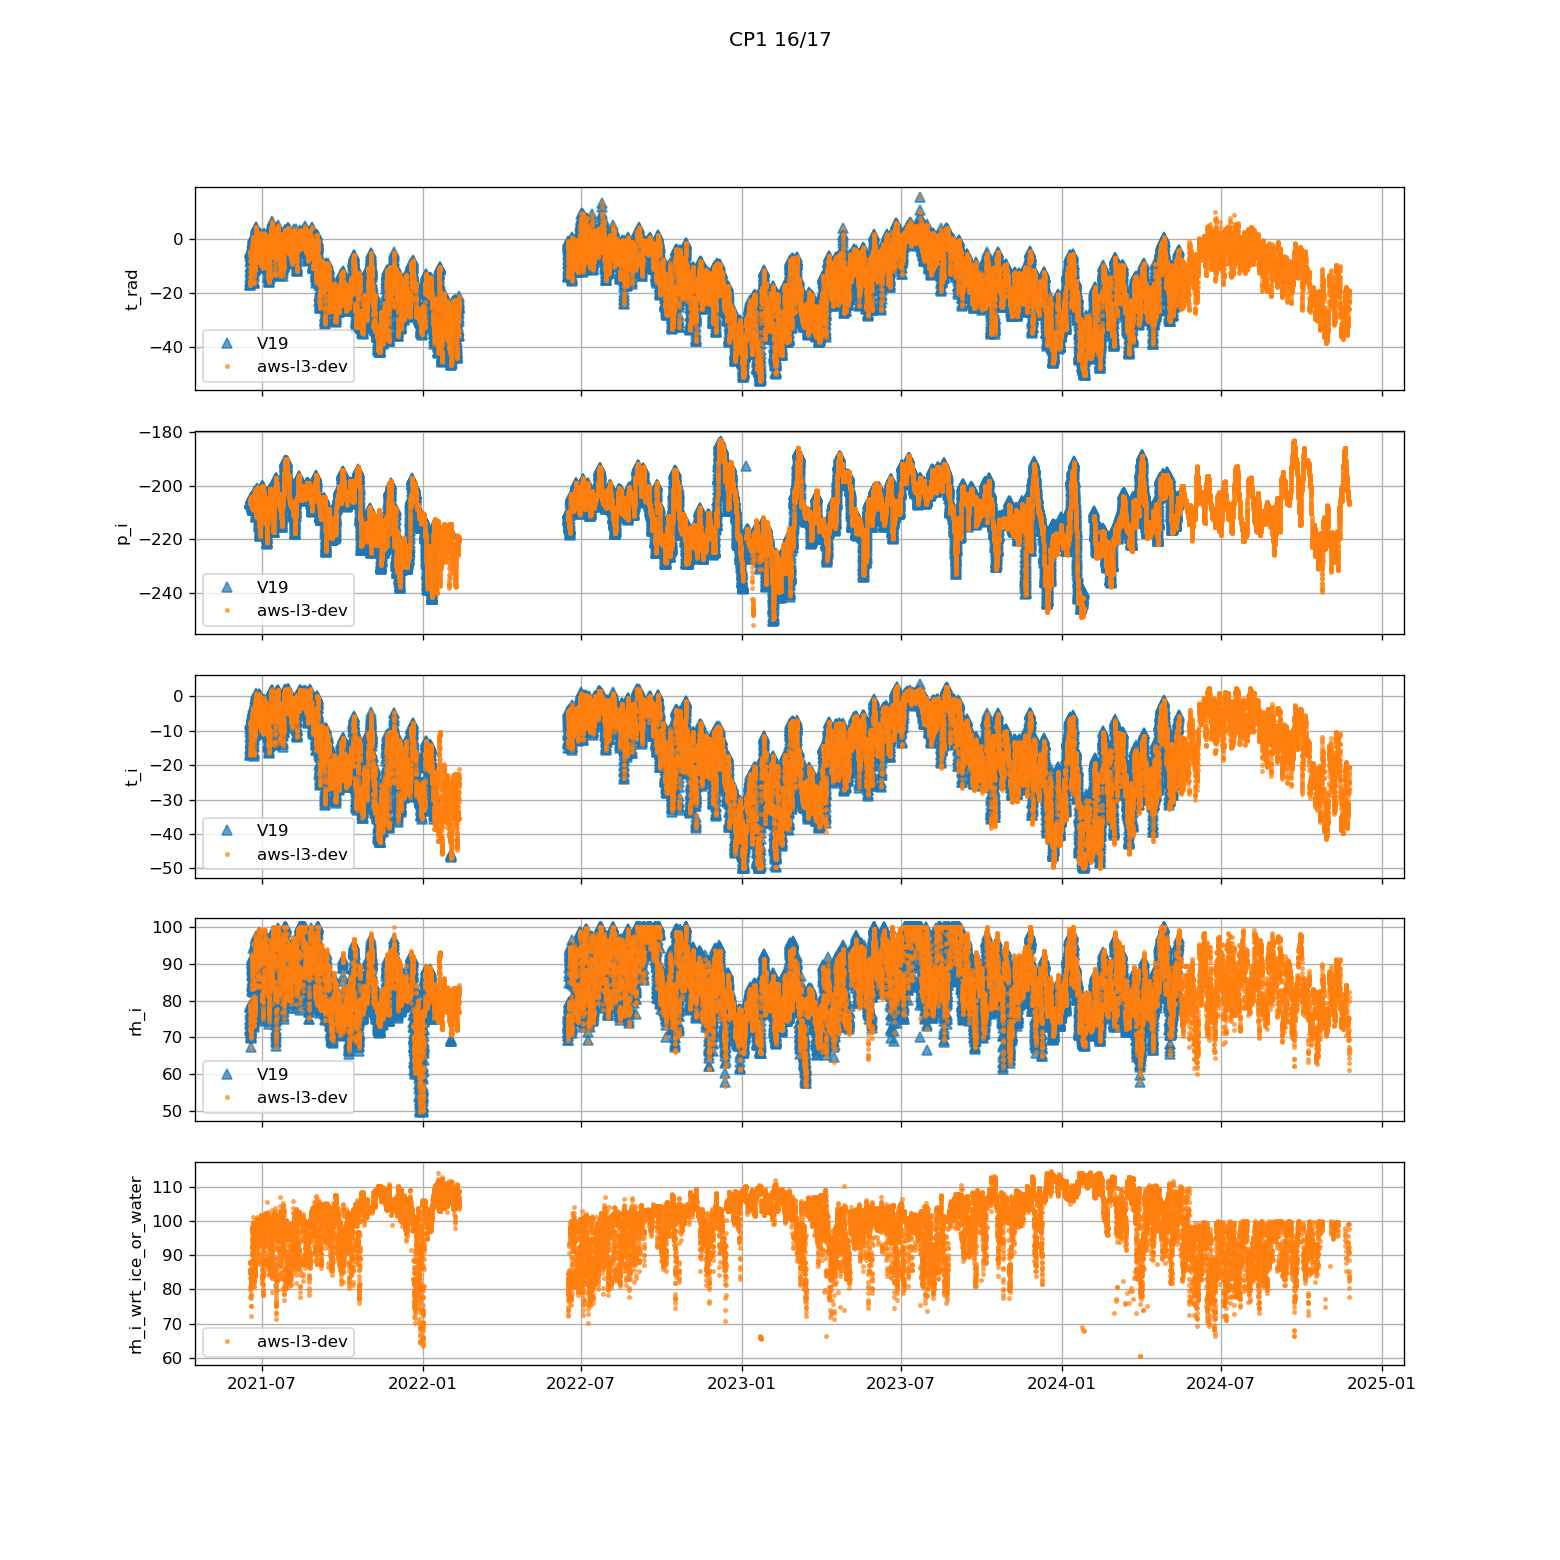 CP1 16/17
t_rad
0
−20
−40
V19
aws-l3-dev
p_i
−180
−200
−220
−240
V19
aws-l3-dev
t_i
0
−10
−20
−30
−40
−50
V19
aws-l3-dev
rh_i
100
90
80
70
60
50
V19
aws-l3-dev
rh_i_wrt_ice_or_water
110
100
90
80
70
60
aws-l3-dev
2021-07 2022-01 2022-07 2023-01 2023-07 2024-01 2024-07 2025-01